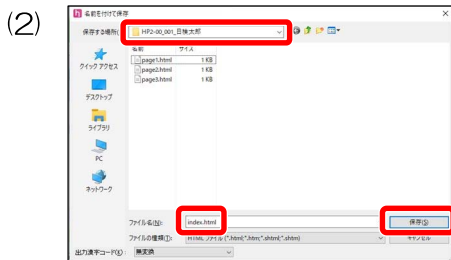 (2)
名前を付けて保存
保存する場所(
HP2-00_001_日検太郎
名前
サイズ
page1.html
1 KB
page2.html
1 KB
page3.html
1 KB
クイック アクセス
デスクトップ
ライブラリ
PC
ネットワーク
ファイル名(N):
index.html
保存(S)
ファイルの種類(T):
HTML ファイル (*.html;*.htm;*.shtml;*.shtm)
キャンセル
出力漢字コード(K):
無変換